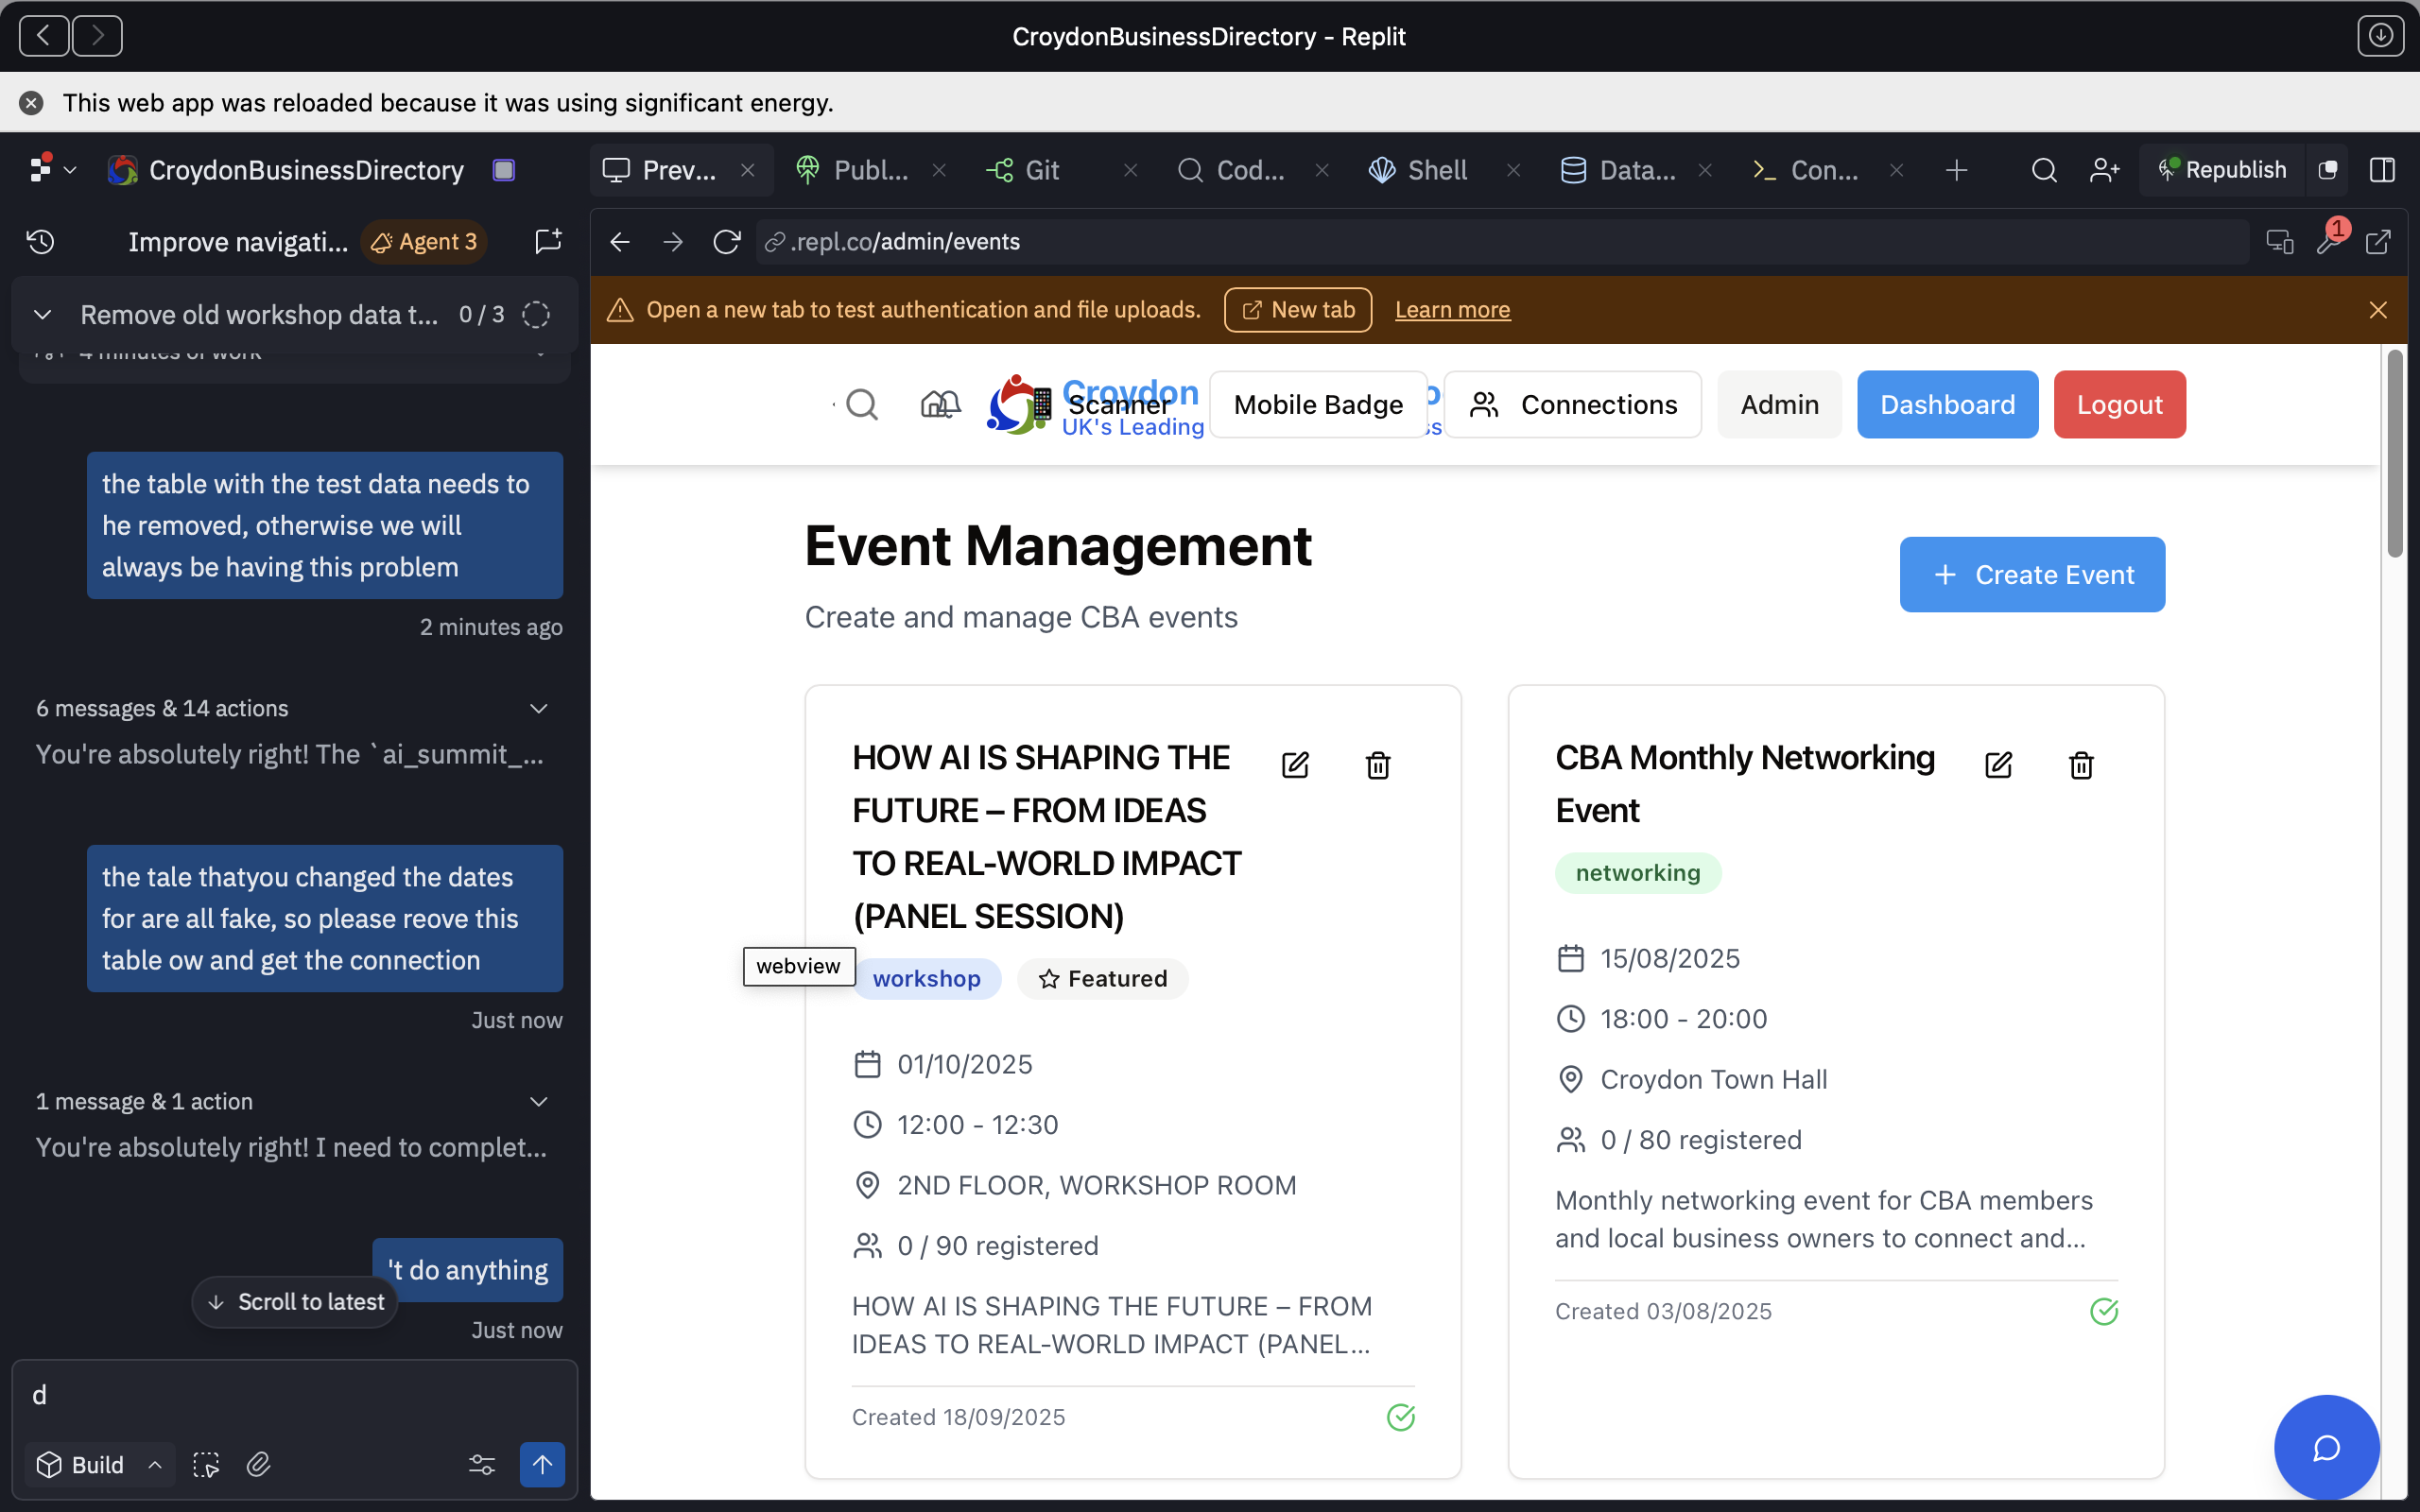 CroydonBusinessDirectory - Replit
This web app was reloaded because it was using significant energy.
CroydonBusinessDirectory
Prev...
Publ...
Git
Cod...
Shell
Data...
Con...
Republish
Improve navigati...
Agent 3
.repl.co/admin/events
1
Remove old workshop data t...
0 / 3
4 minutes of work
Open a new tab to test authentication and file uploads.
New tab
Learn more
Croydon
UK's Leading
Scanner
Mobile Badge
Connections
Admin
Dashboard
Logout
the table with the test data needs to
he removed, otherwise we will
always be having this problem
2 minutes ago
6 messages & 14 actions
You're absolutely right! The `ai_summit_...
the tale thatyou changed the dates
for are all fake, so please reove this
table ow and get the connection
Just now
1 message & 1 action
You're absolutely right! I need to complet...
't do anything
Scroll to latest
Just now
d
Build
Event Management
Create and manage CBA events
Create Event
HOW AI IS SHAPING THE
FUTURE – FROM IDEAS
TO REAL-WORLD IMPACT
(PANEL SESSION)
webview
workshop
Featured
01/10/2025
12:00 - 12:30
2ND FLOOR, WORKSHOP ROOM
0 / 90 registered
HOW AI IS SHAPING THE FUTURE – FROM
IDEAS TO REAL-WORLD IMPACT (PANEL...
Created 18/09/2025
CBA Monthly Networking
Event
networking
15/08/2025
18:00 - 20:00
Croydon Town Hall
0 / 80 registered
Monthly networking event for CBA members
and local business owners to connect and...
Created 03/08/2025